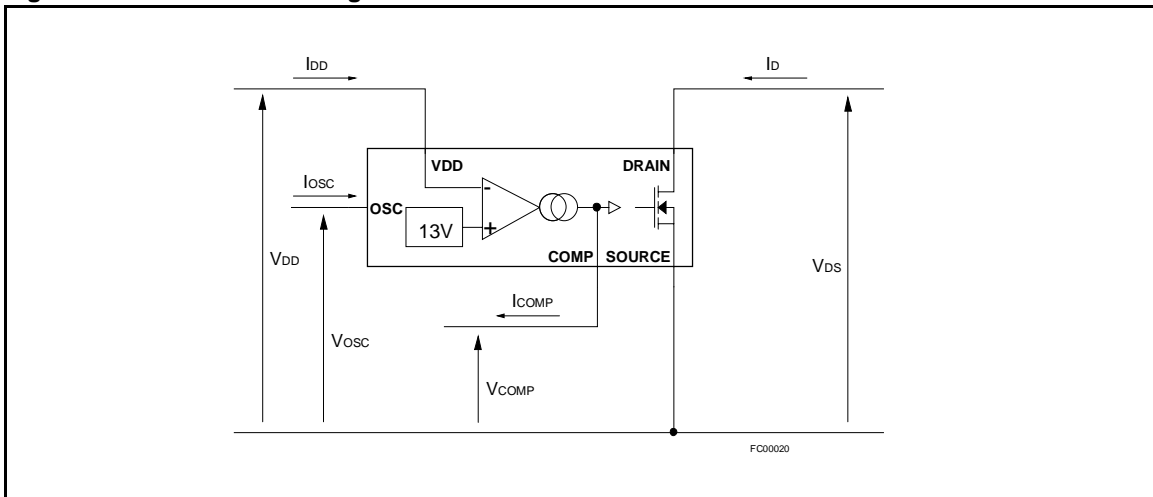 IDD
ID
VDD
DRAIN
IOSC
OSC
-
13V
+
COMP
SOURCE
VDD
VDS
ICOMP
VOSC
VCOMP
FC00020